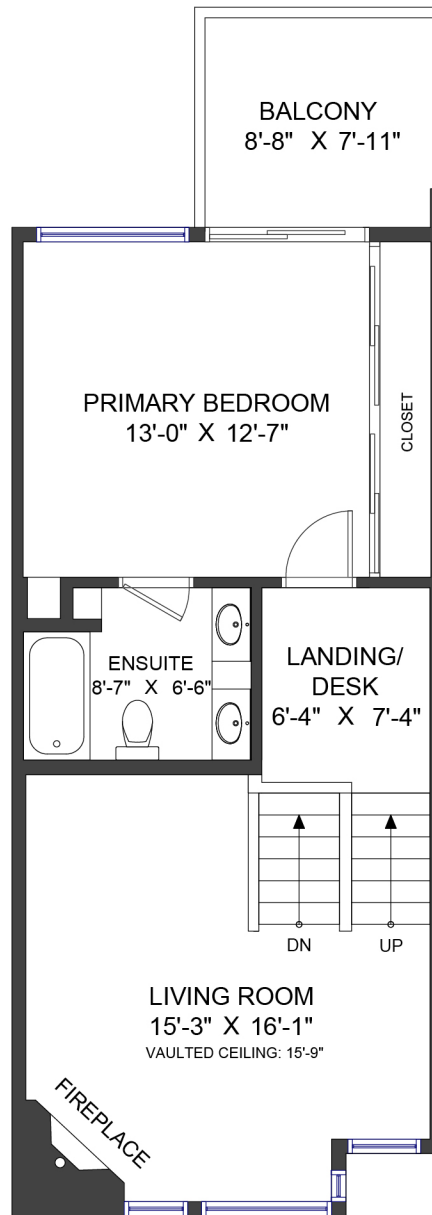 BALCONY
8'-8" X 7'-11"
PRIMARY BEDROOM
13'-0" X 12'-7"
CLOSET
ENSUITE
8'-7" X 6'-6"
LANDING/
DESK
6'-4" X 7'-4"
DN
UP
LIVING ROOM
15'-3" X 16'-1"
VAULTED CEILING: 15'-9"
FIREPLACE